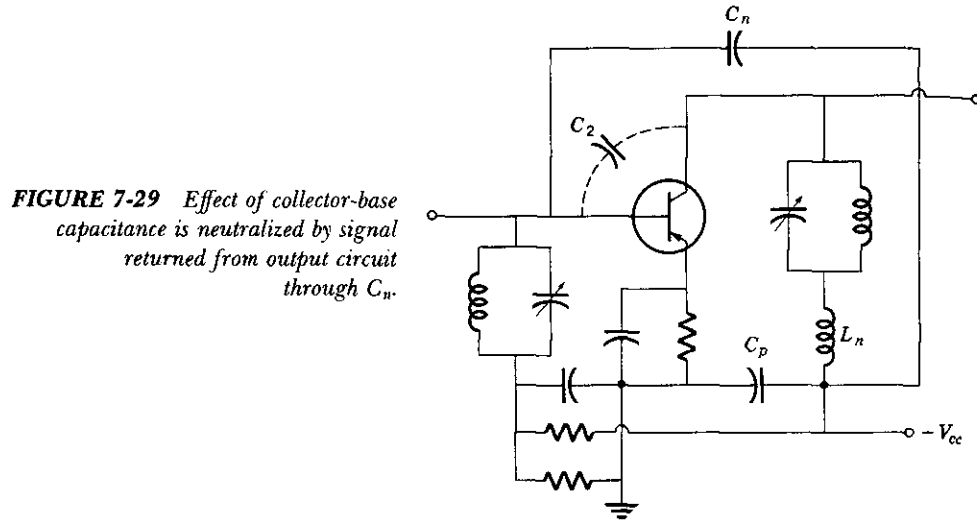 FIGURE 7-29 Effect of collector-base
capacitance is neutralized by signal
returned from output circuit
through Cn.
Cn
C2
Cp
Ln
-Vcc